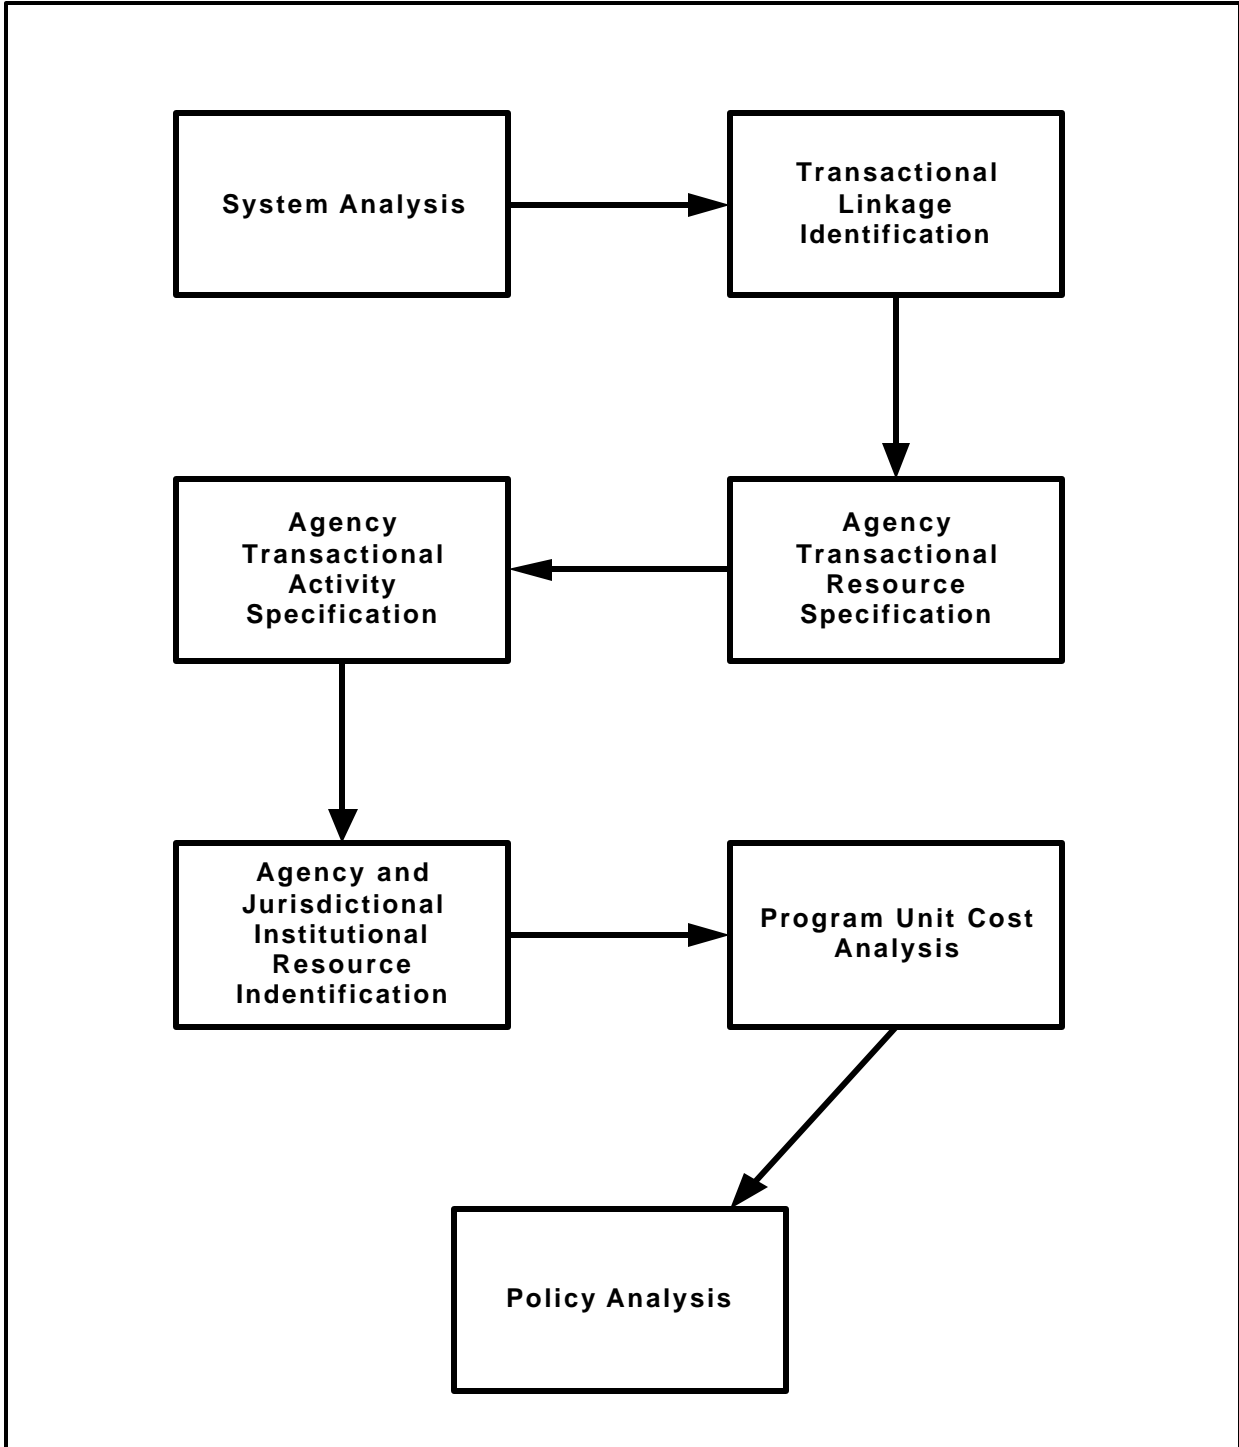 System Analysis
Transactional
Linkage
Identification
Agency
Transactional
Activity
Specification
Agency
Transactional
Resource
Specification
Agency and
Jurisdictional
Institutional
Resource
Indentification
Program Unit Cost
Analysis
Policy Analysis